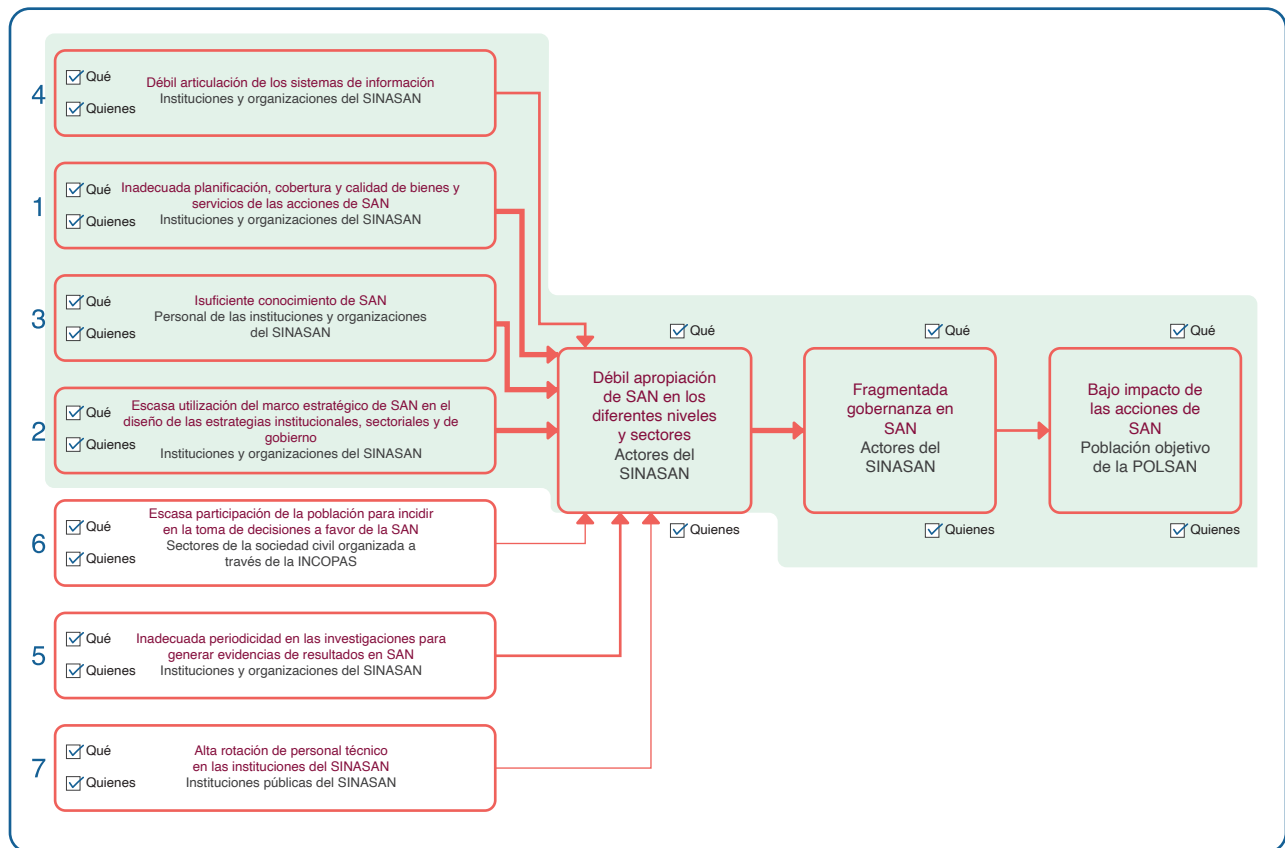 4
Qué
Quienes
Débil articulación de los sistemas de información
Instituciones y organizaciones del SINASAN
1
Qué
Quienes
Inadecuada planificación, cobertura y calidad de bienes y
servicios de las acciones de SAN
Instituciones y organizaciones del SINASAN
3
Qué
Quienes
Isuficiente conocimiento de SAN
Personal de las instituciones y organizaciones
del SINASAN
2
Qué
Quienes
Escasa utilización del marco estratégico de SAN en el
diseño de las estrategias institucionales, sectoriales y de
gobierno
Instituciones y organizaciones del SINASAN
6
Qué
Quienes
Escasa participación de la población para incidir
en la toma de decisiones a favor de la SAN
Sectores de la sociedad civil organizada a
través de la INCOPAS
5
Qué
Quienes
Inadecuada periodicidad en las investigaciones para
generar evidencias de resultados en SAN
Instituciones y organizaciones del SINASAN
7
Qué
Quienes
Alta rotación de personal técnico
en las instituciones del SINASAN
Instituciones públicas del SINASAN
Qué
Débil apropiación
de SAN en los
diferentes niveles
y sectores
Actores del
SINASAN
Quienes
Qué
Fragmentada
gobernanza en
SAN
Actores del
SINASAN
Quienes
Qué
Bajo impacto de
las acciones de
SAN
Población objetivo
de la POLSAN
Quienes